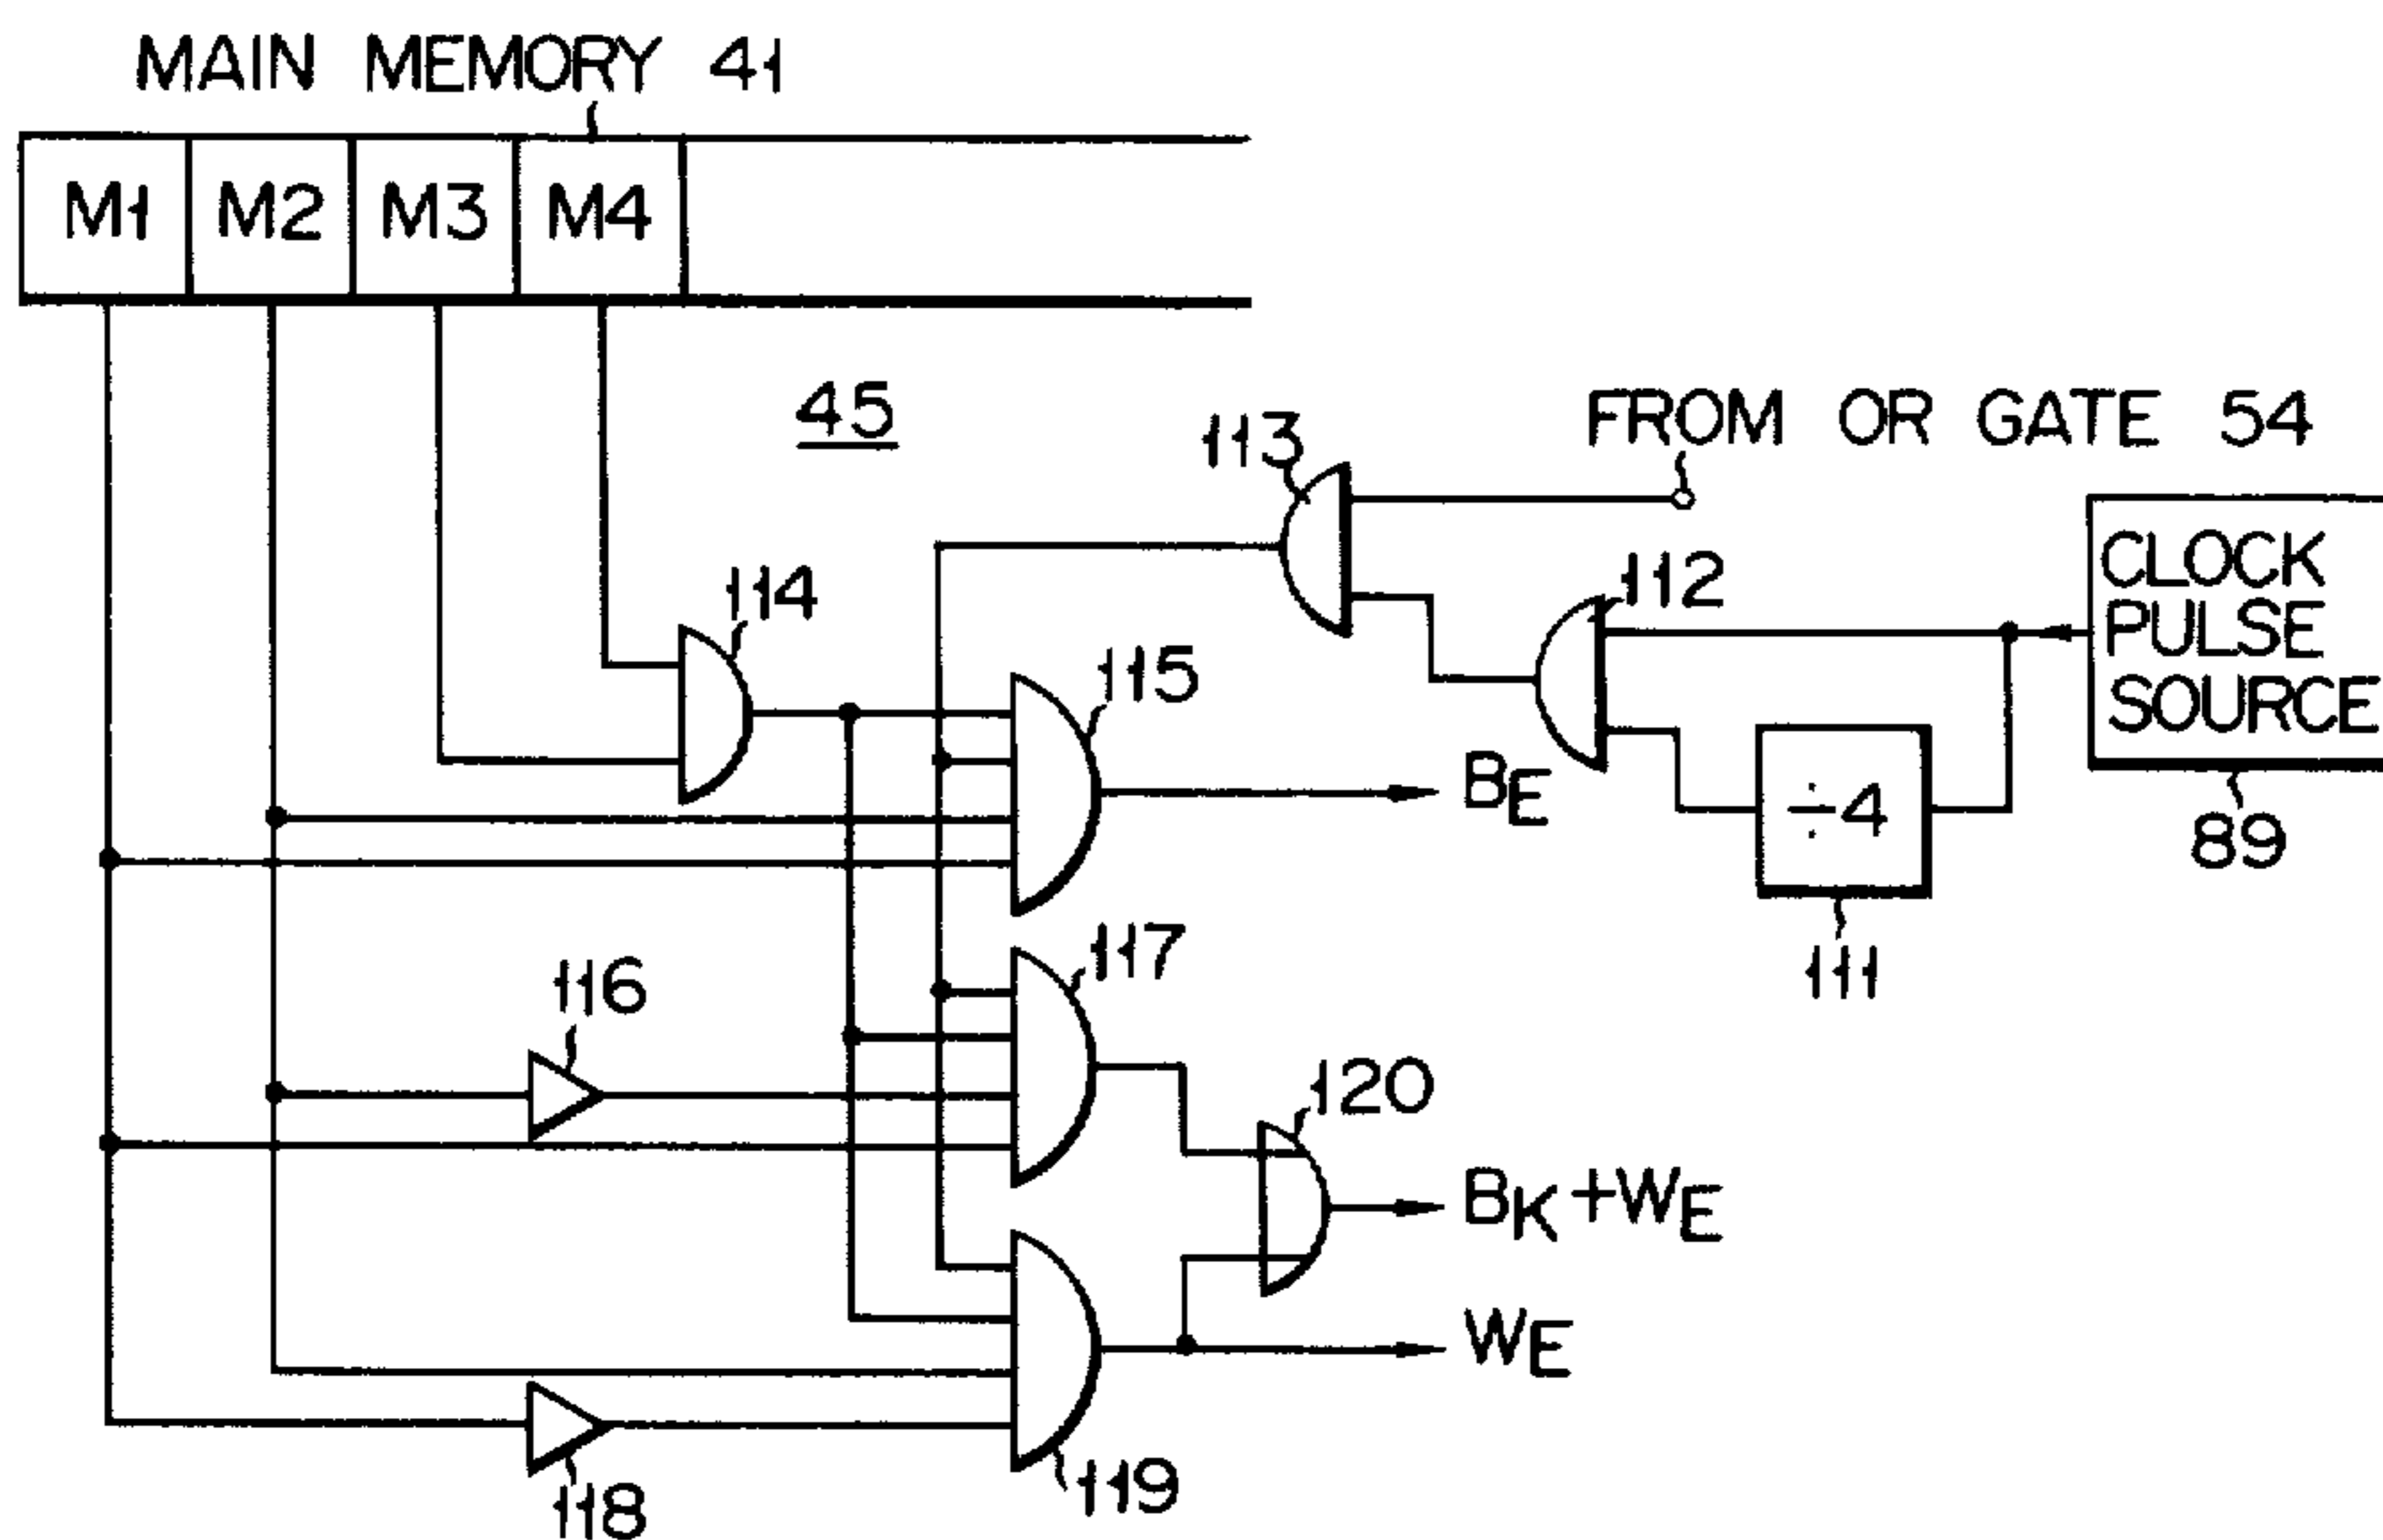 MAIN MEMORY 41
M1 M2 M3 M4
45
FROM OR GATE 54
113
112
CLOCK
PULSE
SOURCE
114
115
BE
÷4
89
111
116
117
120
BK+WE
WE
118
119